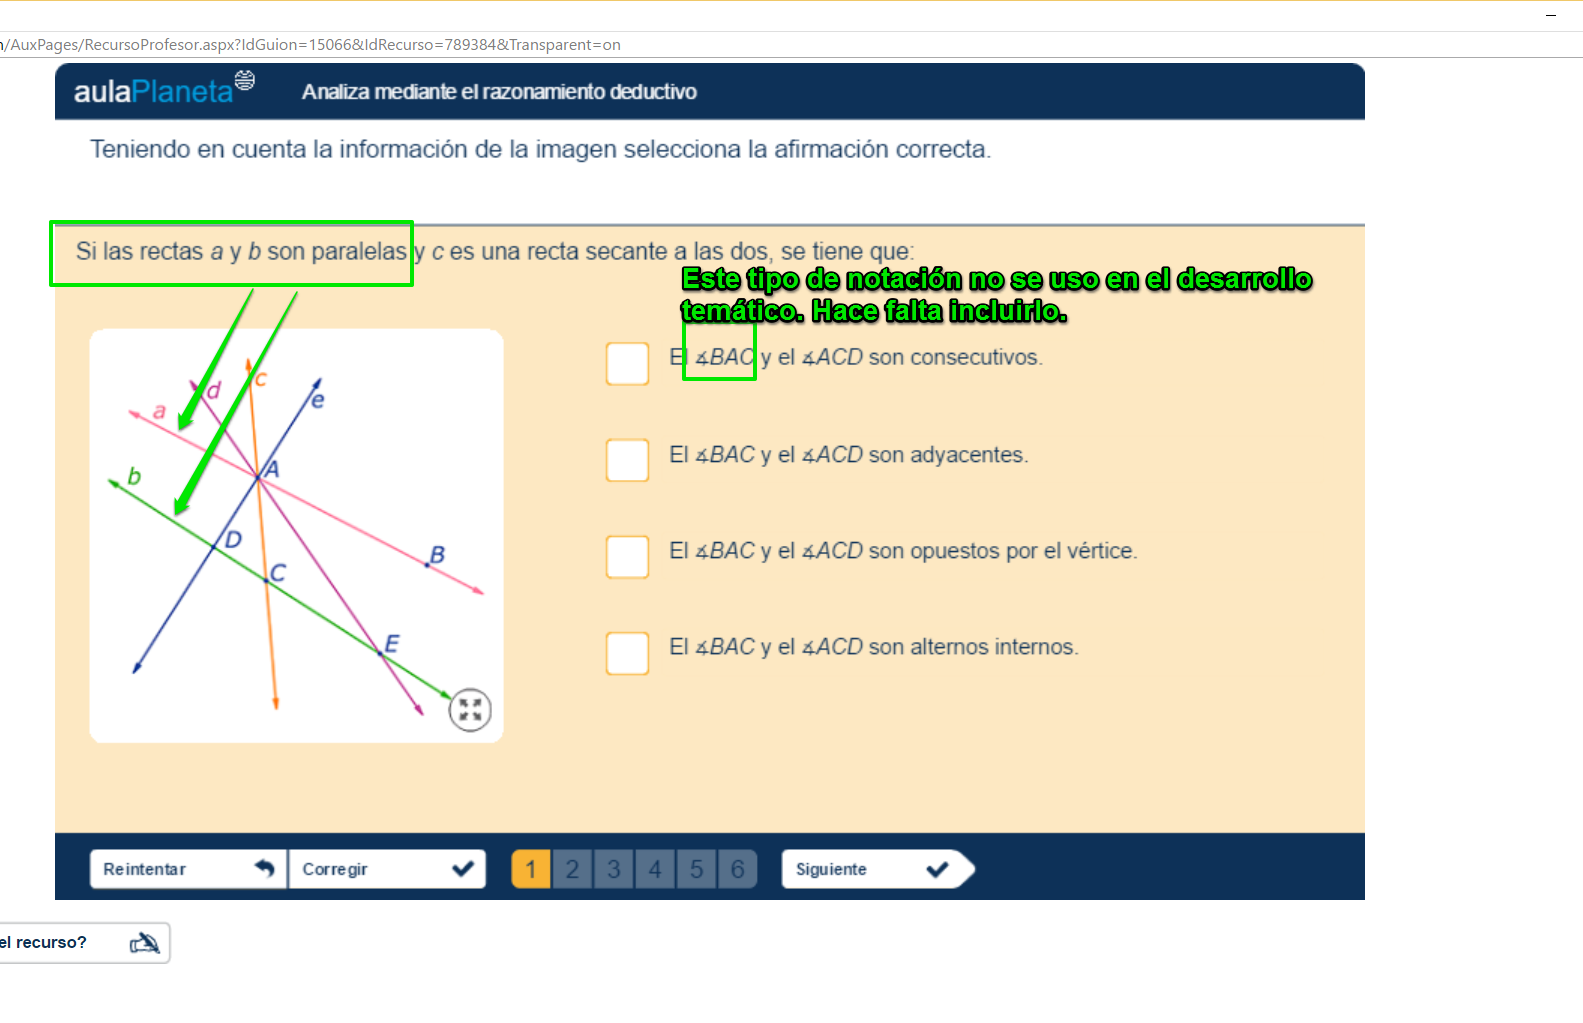 /AuxPages/RecursoProfesor.aspx?IdGuion=15066&IdRecurso=789384&Transparent=on
aulaPlaneta
Analiza mediante el razonamiento deductivo
Teniendo en cuenta la información de la imagen selecciona la afirmación correcta.
Si las rectas a y b son paralelas y c es una recta secante a las dos, se tiene que:
Este tipo de notación no se uso en el desarrollo
temático. Hace falta incluirlo.
El ∡BAC y el ∡ACD son consecutivos.
El ∡BAC y el ∡ACD son adyacentes.
El ∡BAC y el ∡ACD son opuestos por el vértice.
El ∡BAC y el ∡ACD son alternos internos.
d
c
e
a
A
b
D
B
C
E
Reintentar
Corregir
1 2 3 4 5 6
Siguiente
el recurso?